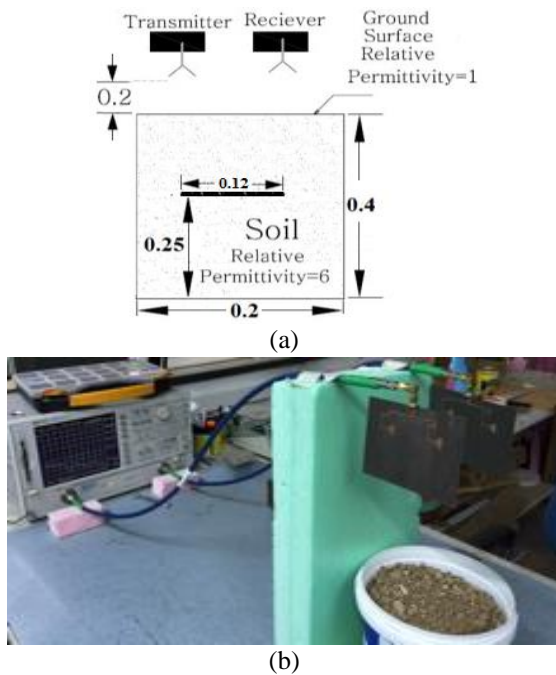 Transmitter Reciever
Ground
Surface
Relative
Permittivity=1
0.2
0.12
0.4
0.25
Soil
Relative
Permittivity=6
0.2
(a)
(b)